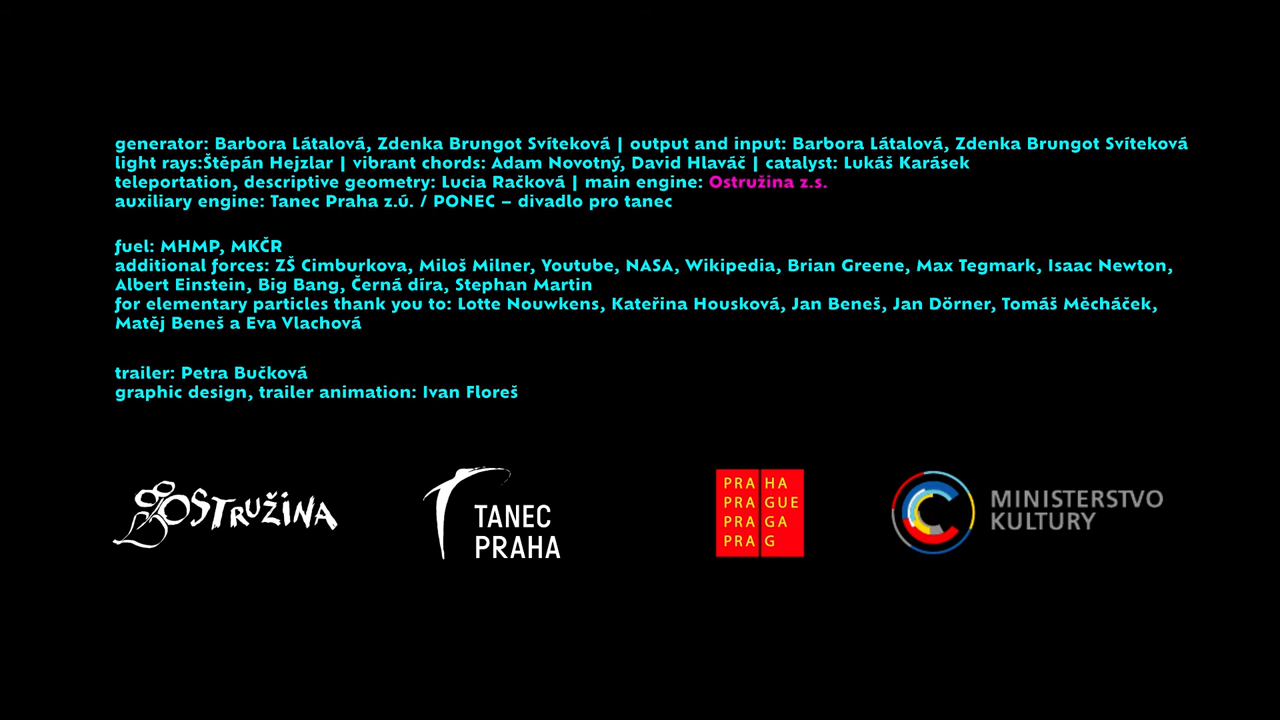 generator: Barbora Látalová, Zdenka Brungot Svíteková | output and input: Barbora Látalová, Zdenka Brungot Svíteková
light rays:Štěpán Hejzlar | vibrant chords: Adam Novotný, David Hlaváč | catalyst: Lukáš Karásek
teleportation, descriptive geometry: Lucia Račková | main engine: Ostružina z.s.
auxiliary engine: Tanec Praha z.ú. / PONEC – divadlo pro tanec
fuel: MHMP, MKČR
additional forces: ZŠ Cimburkova, Miloš Milner, Youtube, NASA, Wikipedia, Brian Greene, Max Tegmark, Isaac Newton,
Albert Einstein, Big Bang, Černá díra, Stephan Martin
for elementary particles thank you to: Lotte Nouwkens, Kateřina Housková, Jan Beneš, Jan Dörner, Tomáš Měcháček,
Matěj Beneš a Eva Vlachová
trailer: Petra Bučková
graphic design, trailer animation: Ivan Floreš
OSTRUŽINA
TANEC
PRAHA
PRA HA
PRA GUE
PRA GA
PRA G
MINISTERSTVO
KULTURY